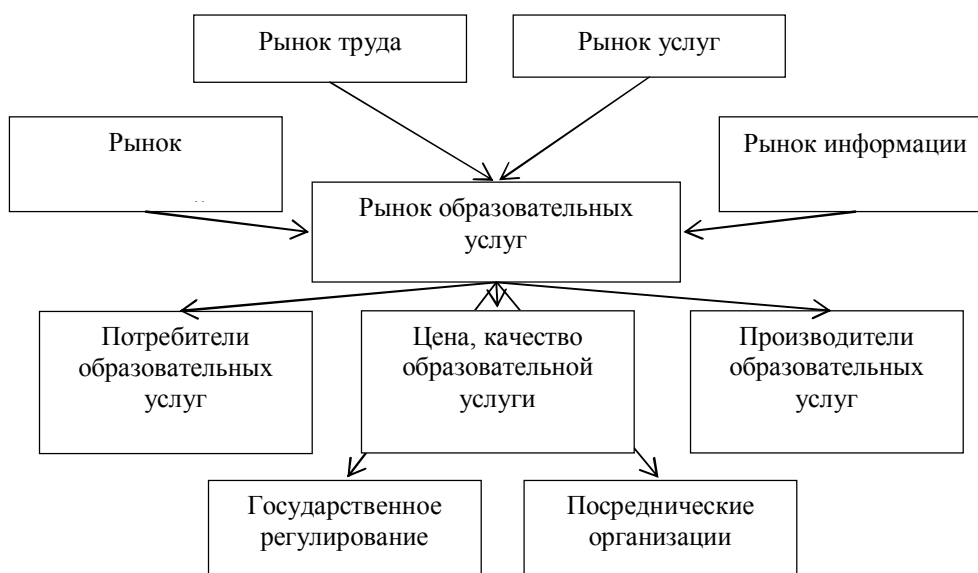 Рынок труда
Рынок услуг
Рынок
Рынок информации
Рынок образовательных
услуг
Потребители
образовательных
услуг
Цена, качество
образовательной
услуги
Производители
образовательных
услуг
Государственное
регулирование
Посреднические
организации